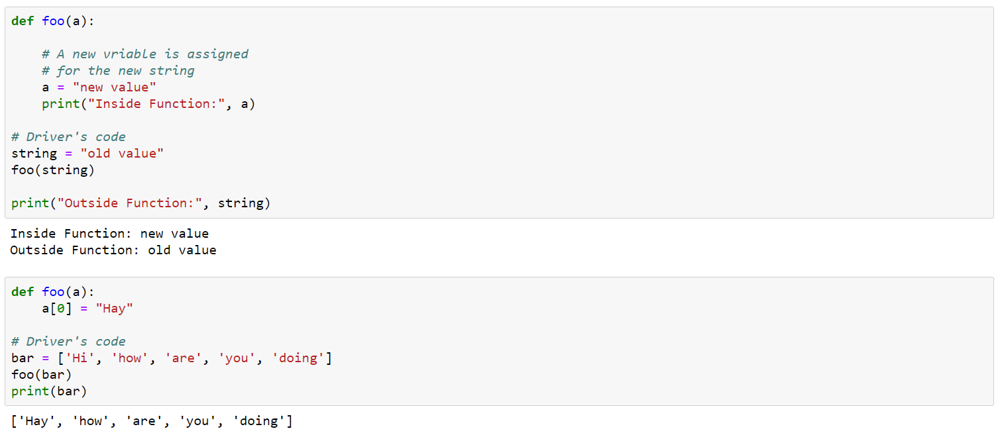 def foo(a):
    # A new vriable is assigned
    # for the new string
    a = "new value"
    print("Inside Function:", a)
# Driver's code
string = "old value"
foo(string)
print("Outside Function:", string)
Inside Function: new value
Outside Function: old value
def foo(a):
    a[0] = "Hay"
# Driver's code
bar = ['Hi', 'how', 'are', 'you', 'doing']
foo(bar)
print(bar)
['Hay', 'how', 'are', 'you', 'doing']